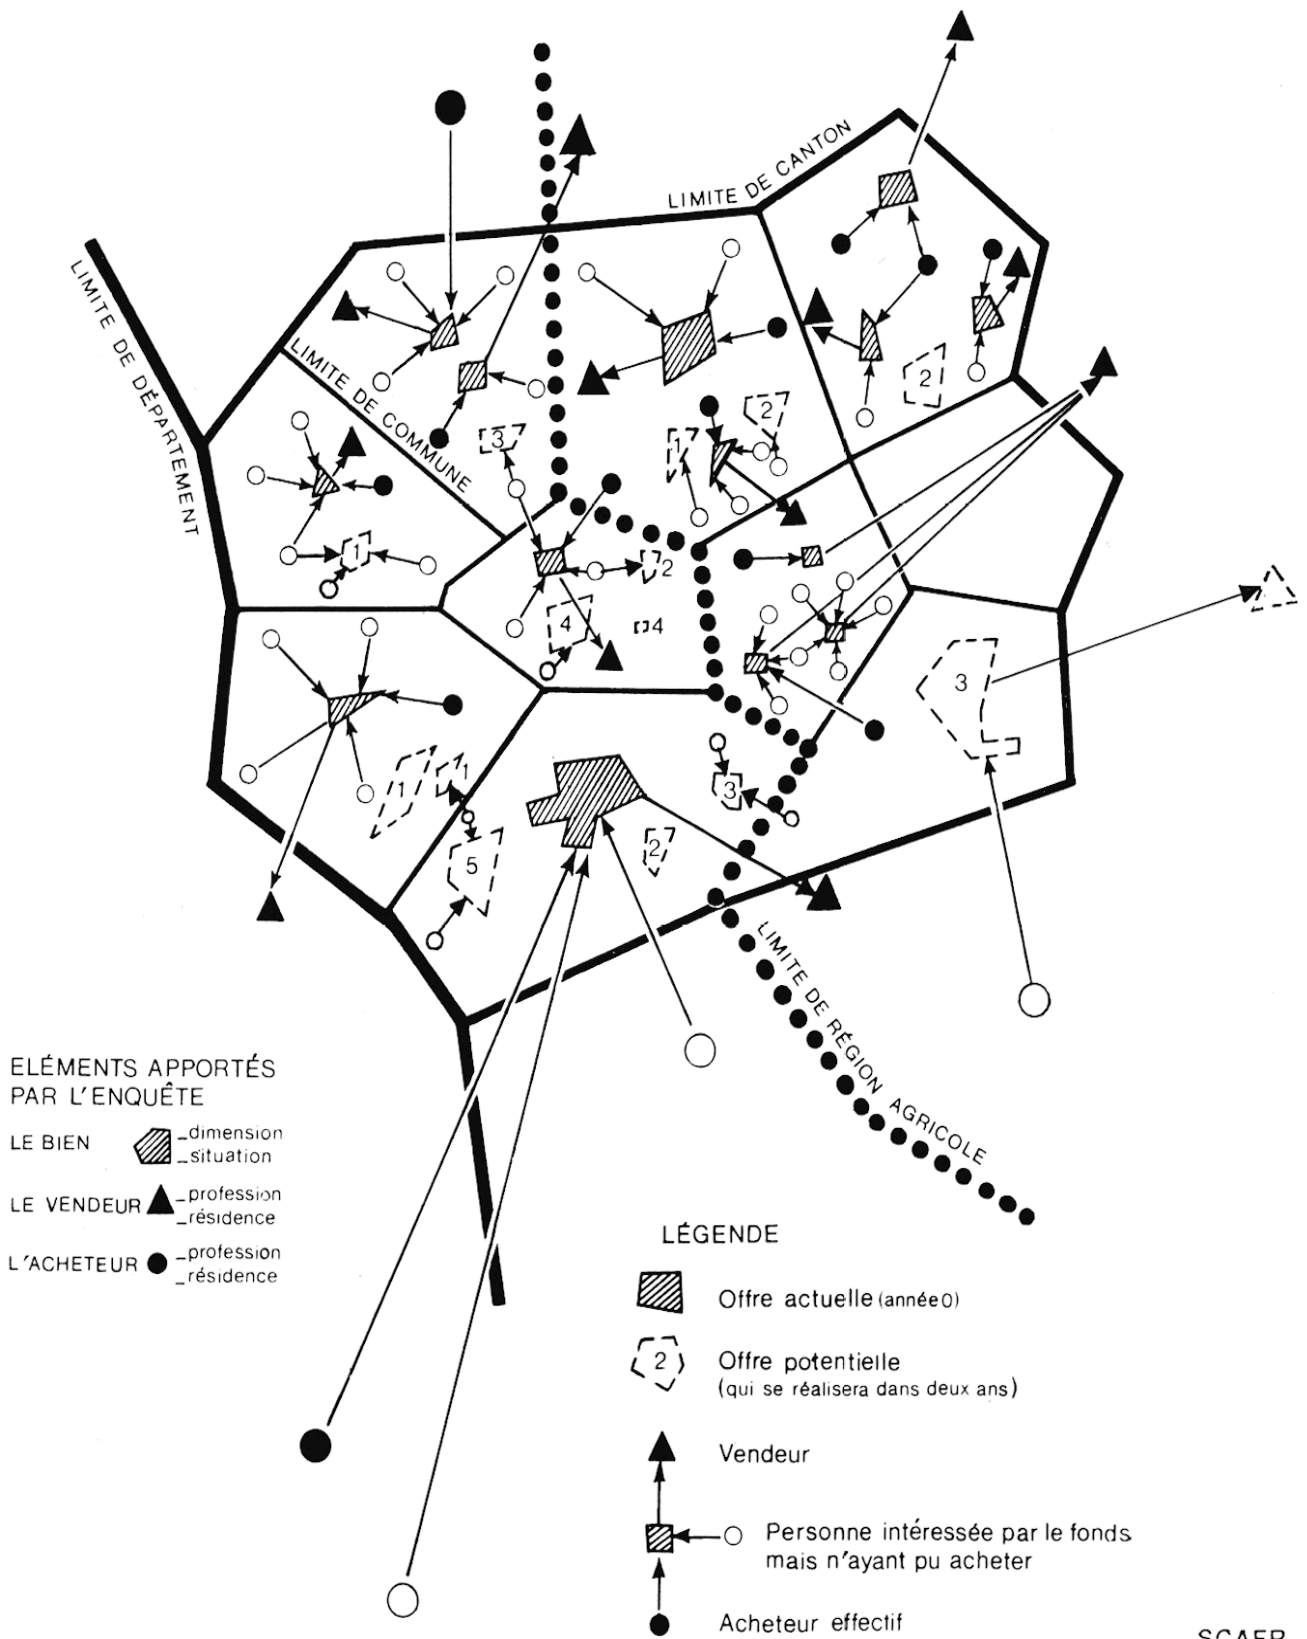 LIMITE DE CANTON
LIMITE DE DÉPARTEMENT
LIMITE DE COMMUNE
2
2
1
3
1
2
4
4
3
1
1
3
5
2
LIMITE DE RÉGION AGRICOLE
ELÉMENTS APPORTÉS
PAR L'ENQUÊTE
LE BIEN
_dimension
_situation
LE VENDEUR
_profession
_résidence
L'ACHETEUR
_profession
_résidence
LÉGENDE
Offre actuelle (année 0)
2
Offre potentielle
(qui se réalisera dans deux ans)
Vendeur
Personne intéressée par le fonds
mais n'ayant pu acheter
Acheteur effectif